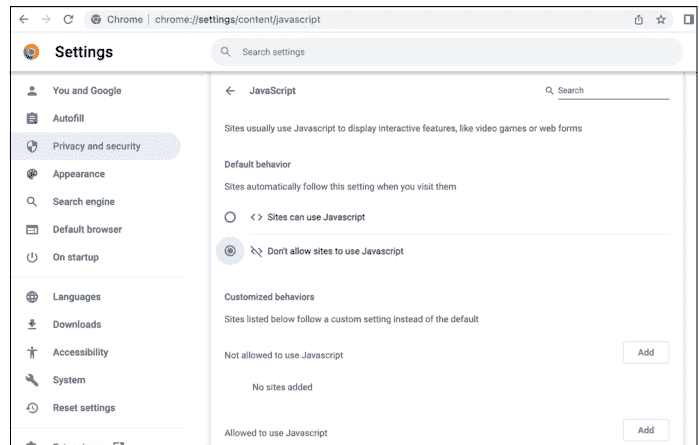 Chrome | chrome://settings/content/javascript
Settings
Search settings
You and Google
Autofill
Privacy and security
Appearance
Search engine
Default browser
On startup
Languages
Downloads
Accessibility
System
Reset settings
JavaScript
Search
Sites usually use Javascript to display interactive features, like video games or web forms
Default behavior
Sites automatically follow this setting when you visit them
Sites can use Javascript
Don't allow sites to use Javascript
Customized behaviors
Sites listed below follow a custom setting instead of the default
Not allowed to use Javascript
Add
No sites added
Allowed to use Javascript
Add